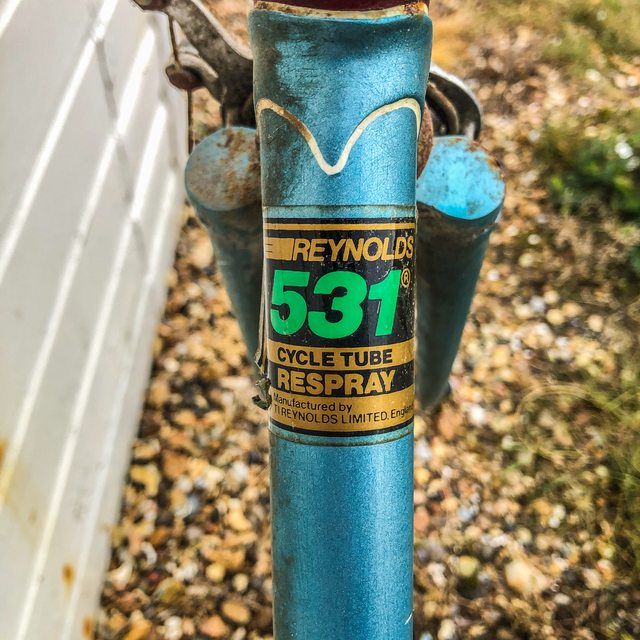 REYNOLDS
531®
CYCLE TUBE
RESPRAY
Manufactured by
TI REYNOLDS LIMITED. England